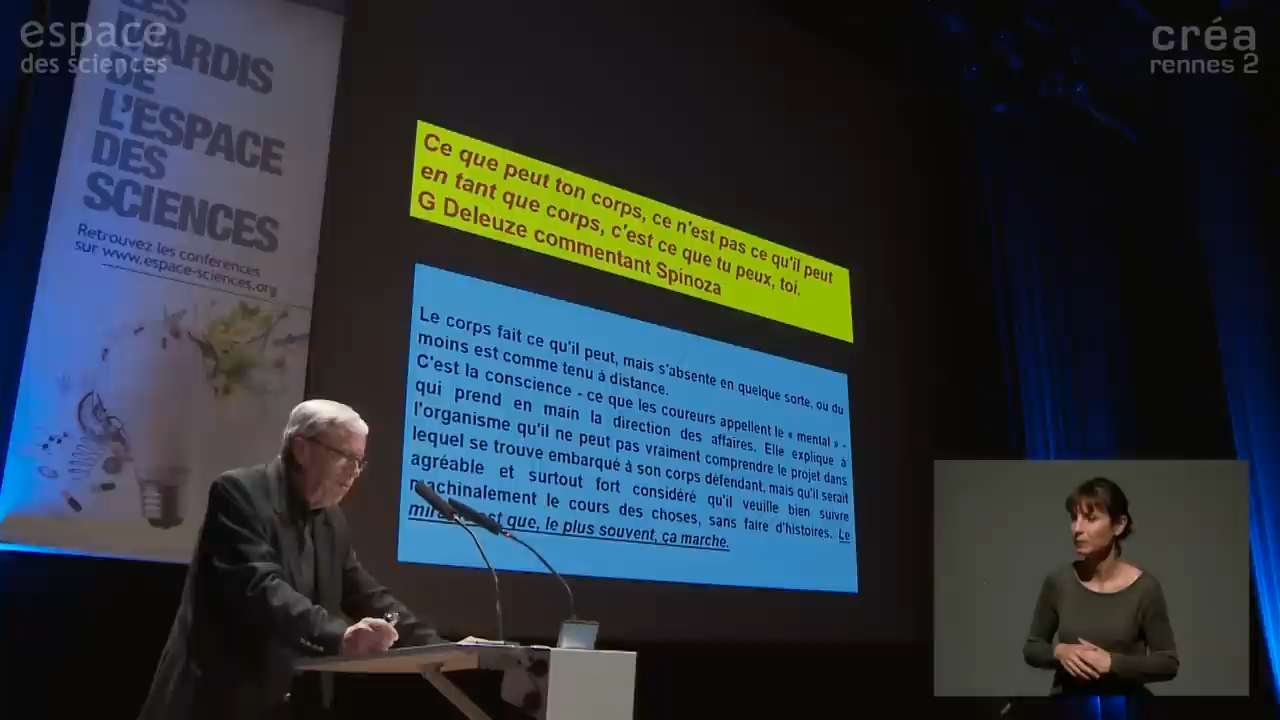 espace
des sciences
LES
MARDIS
DE
L'ESPACE
DES
SCIENCES
Retrouvez les conférences
sur www.espace-sciences.org
créa
rennes 2
Ce que peut ton corps, ce n'est pas ce qu'il peut
en tant que corps, c'est ce que tu peux, toi.
G Deleuze commentant Spinoza
Le corps fait ce qu'il peut, mais s'absente en quelque sorte, ou du
moins est comme tenu à distance.
C'est la conscience - ce que les coureurs appellent le « mental » -
qui prend en main la direction des affaires. Elle explique à
l'organisme qu'il ne peut pas vraiment comprendre le projet dans
lequel se trouve embarqué à son corps défendant, mais qu'il serait
agréable et surtout fort considéré qu'il veuille bien suivre
machinalement le cours des choses, sans faire d'histoires. Le
est que, le plus souvent, ça marche.